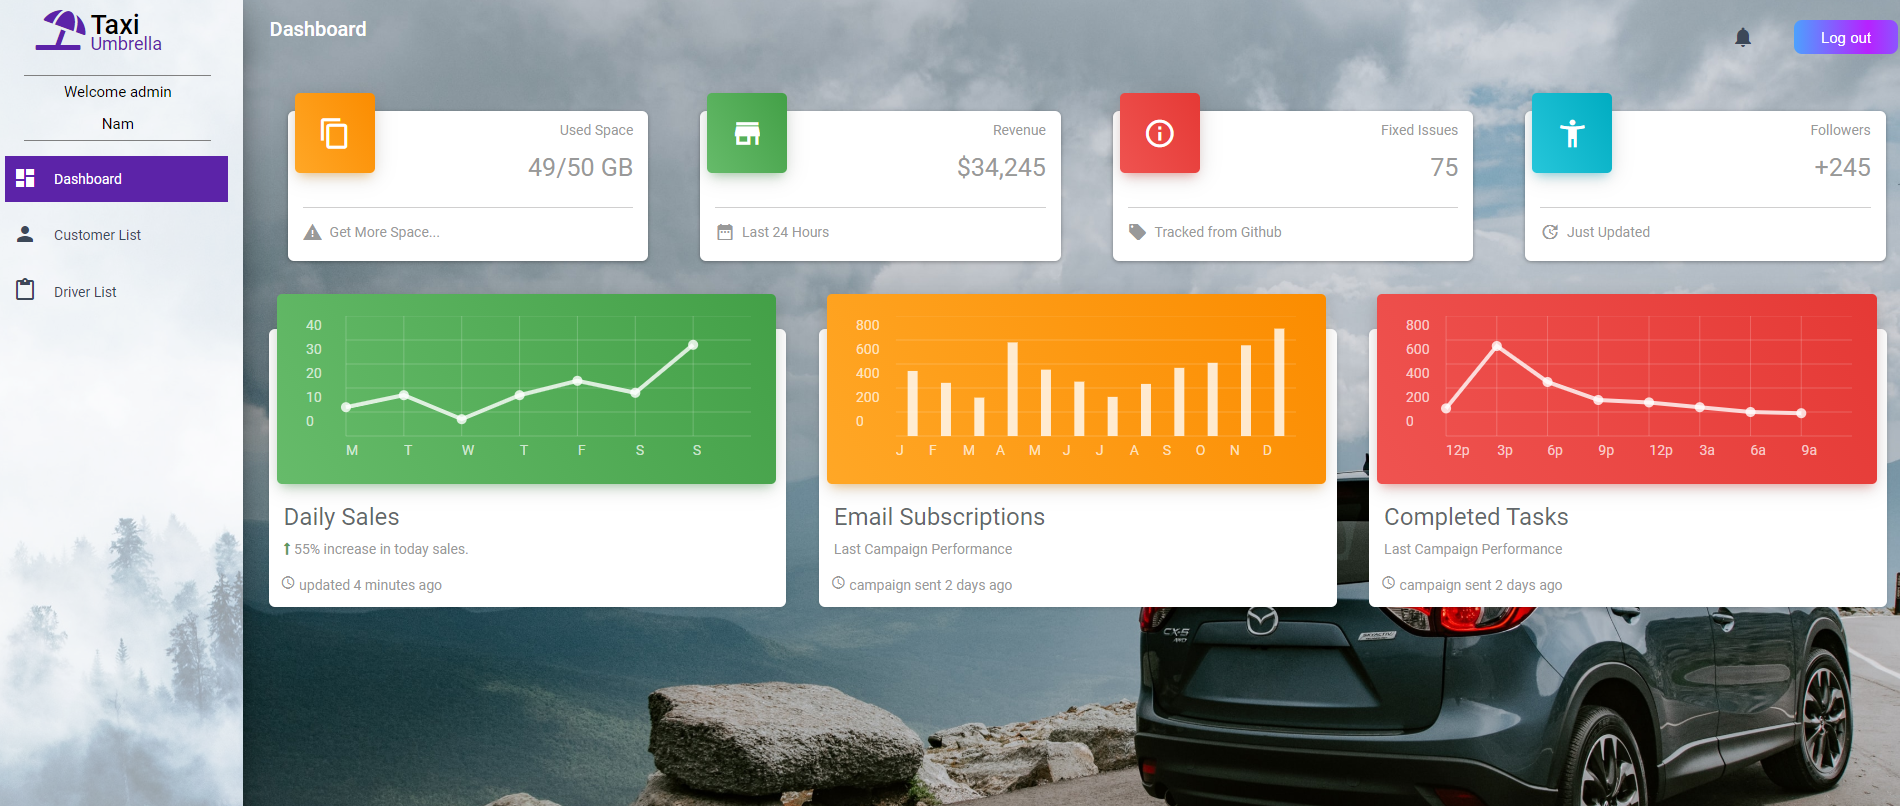 Taxi
Umbrella
Welcome admin
Nam
Dashboard
Customer List
Driver List
Dashboard
Log out
Used Space
49/50 GB
Get More Space...
Revenue
$34,245
Last 24 Hours
Fixed Issues
75
Tracked from Github
Followers
+245
Just Updated
40
30
20
10
0
M T W T F S S
Daily Sales
55% increase in today sales.
updated 4 minutes ago
800
600
400
200
0
J F M A M J J A S O N D
Email Subscriptions
Last Campaign Performance
campaign sent 2 days ago
800
600
400
200
0
12p 3p 6p 9p 12p 3a 6a 9a
Completed Tasks
Last Campaign Performance
campaign sent 2 days ago
CX-5